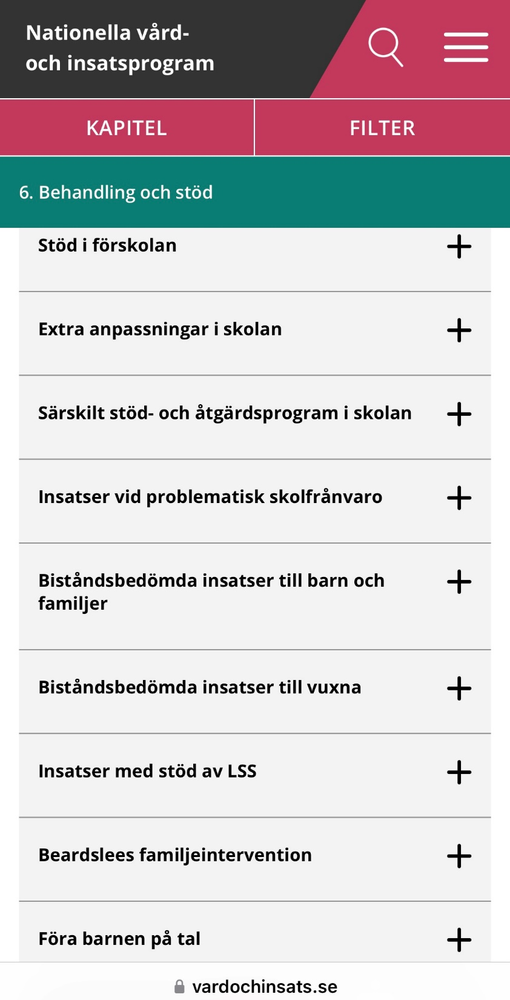 Nationella vård-
och insatsprogram
KAPITEL
FILTER
6. Behandling och stöd
Stöd i förskolan
Extra anpassningar i skolan
Särskilt stöd- och åtgärdsprogram i skolan
Insatser vid problematisk skolfrånvaro
Biståndsbedömda insatser till barn och
familjer
Biståndsbedömda insatser till vuxna
Insatser med stöd av LSS
Beardslees familjeintervention
Föra barnen på tal
vardochinsats.se